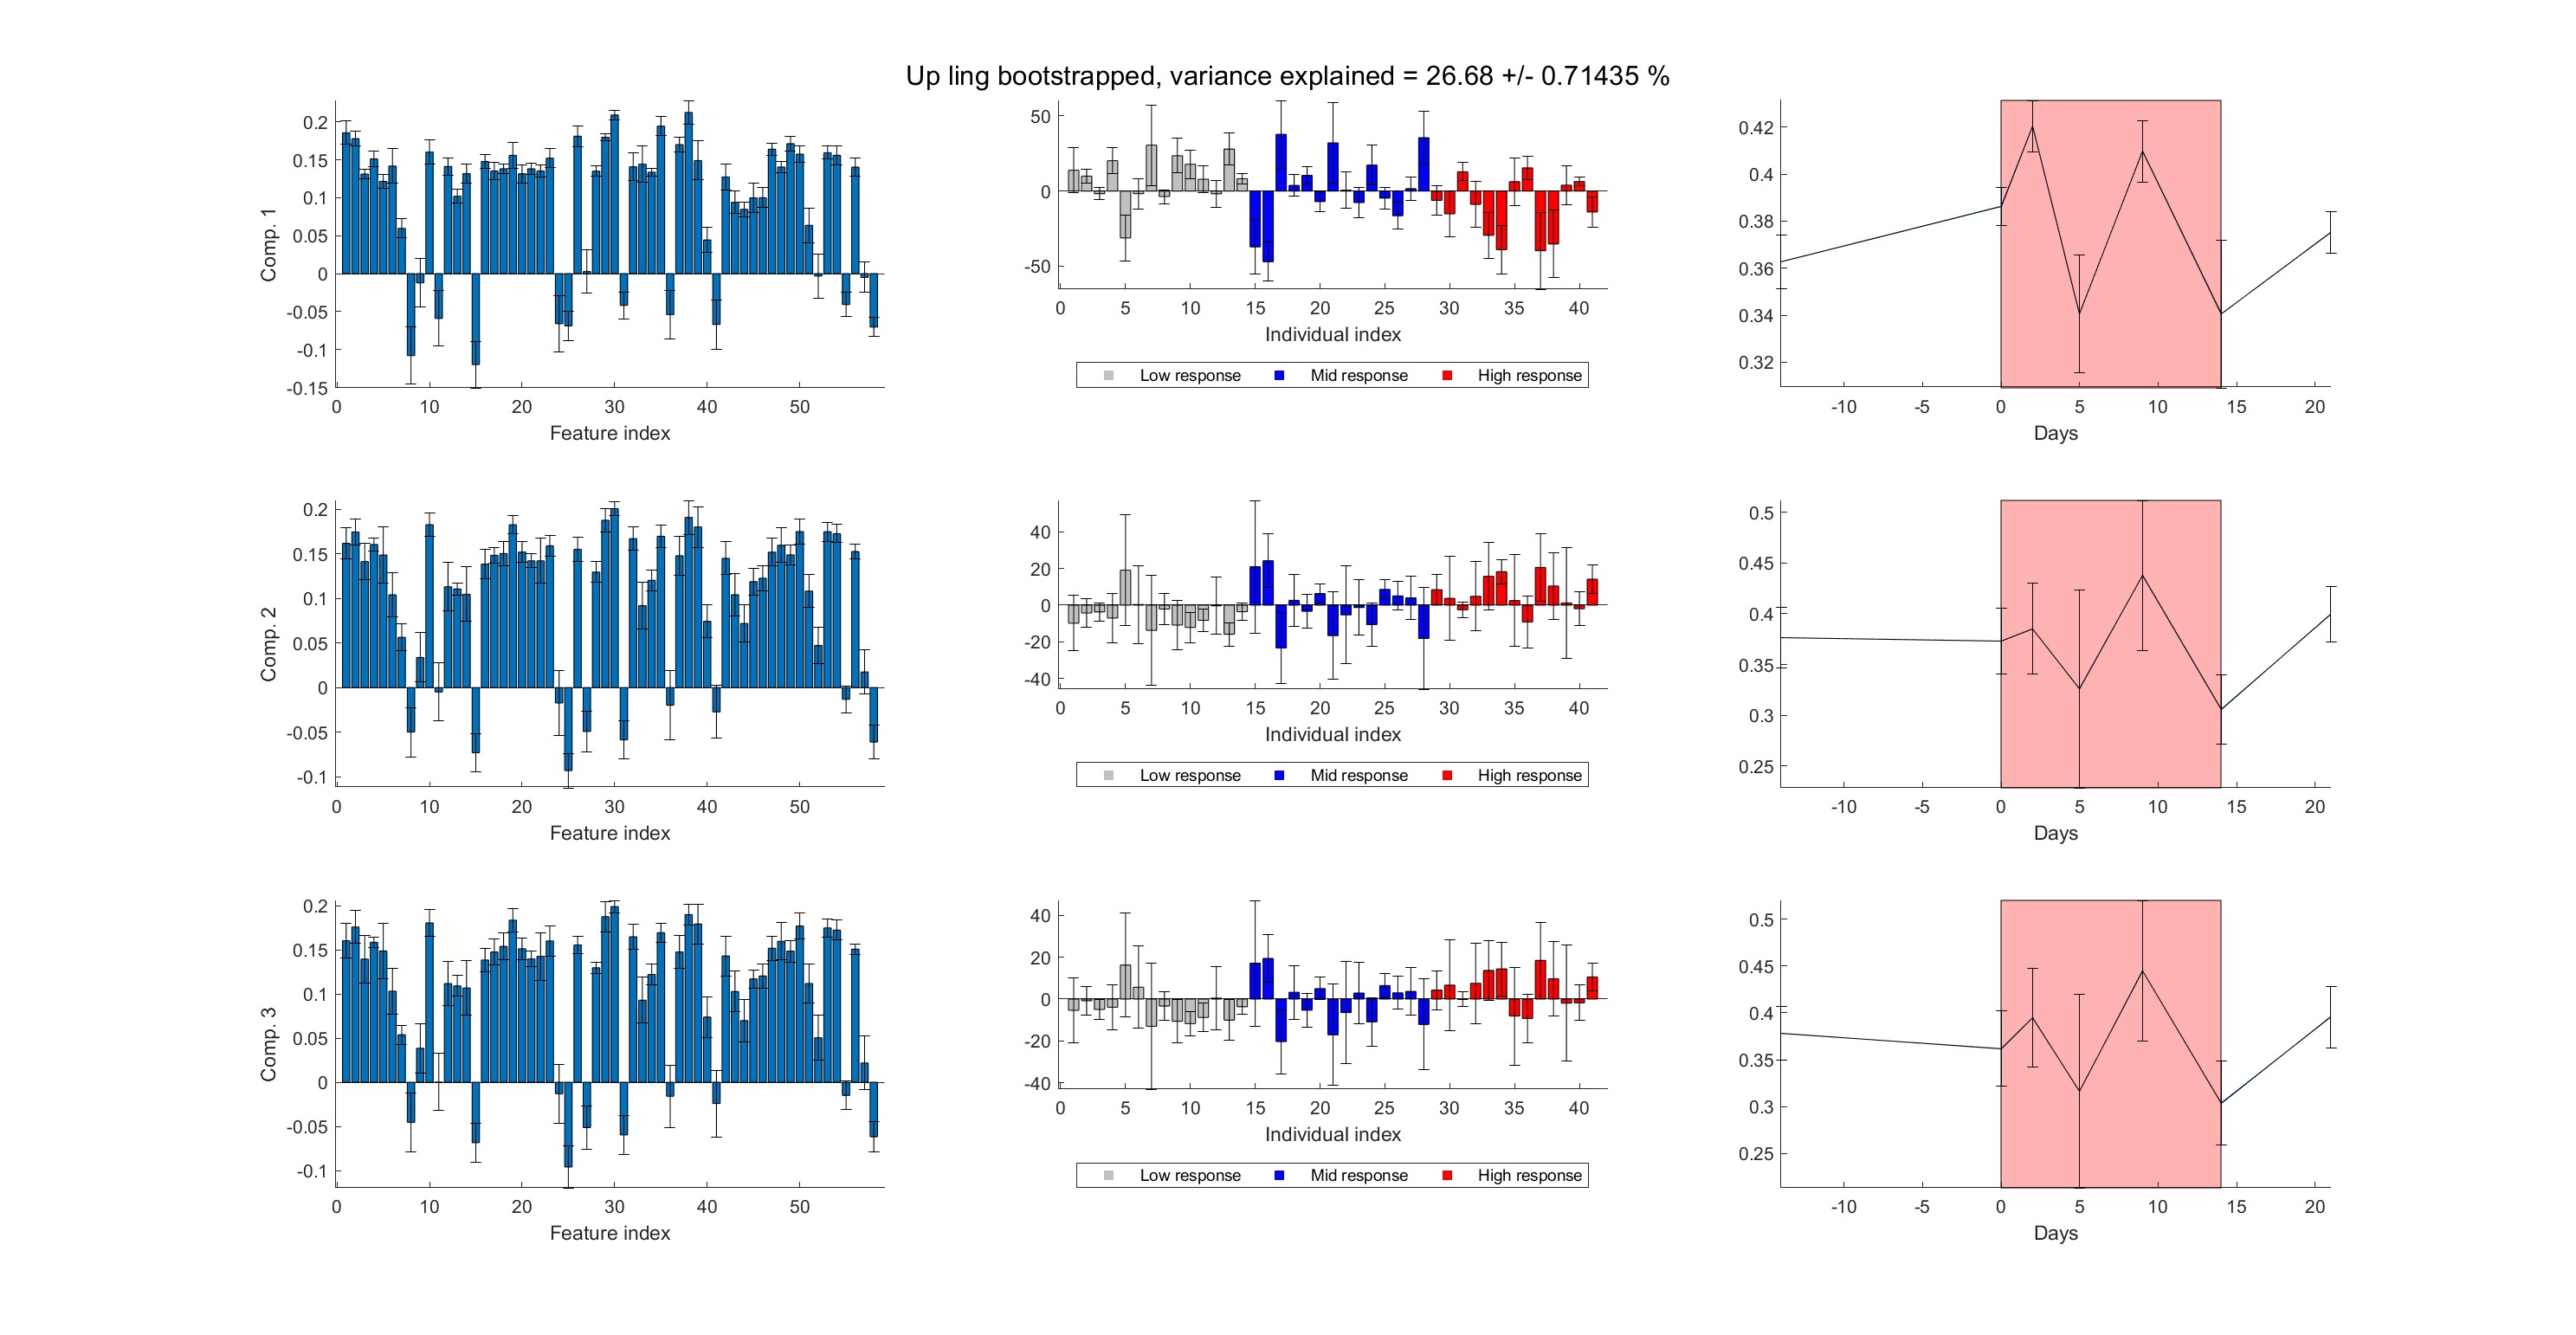 Up ling bootstrapped, variance explained = 26.68 +/- 0.71435 %
Comp. 1
0.2
0.15
0.1
0.05
0
-0.05
-0.1
-0.15
0 10 20 30 40 50
Feature index
50
0
-50
0 5 10 15 20 25 30 35 40
Individual index
Low response Mid response High response
0.42
0.4
0.38
0.36
0.34
0.32
-10 -5 0 5 10 15 20
Days
Comp. 2
0.2
0.15
0.1
0.05
0
-0.05
-0.1
0 10 20 30 40 50
Feature index
40
20
0
-20
-40
0 5 10 15 20 25 30 35 40
Individual index
Low response Mid response High response
0.5
0.45
0.4
0.35
0.3
0.25
-10 -5 0 5 10 15 20
Days
Comp. 3
0.2
0.15
0.1
0.05
0
-0.05
-0.1
0 10 20 30 40 50
Feature index
40
20
0
-20
-40
0 5 10 15 20 25 30 35 40
Individual index
Low response Mid response High response
0.5
0.45
0.4
0.35
0.3
0.25
-10 -5 0 5 10 15 20
Days